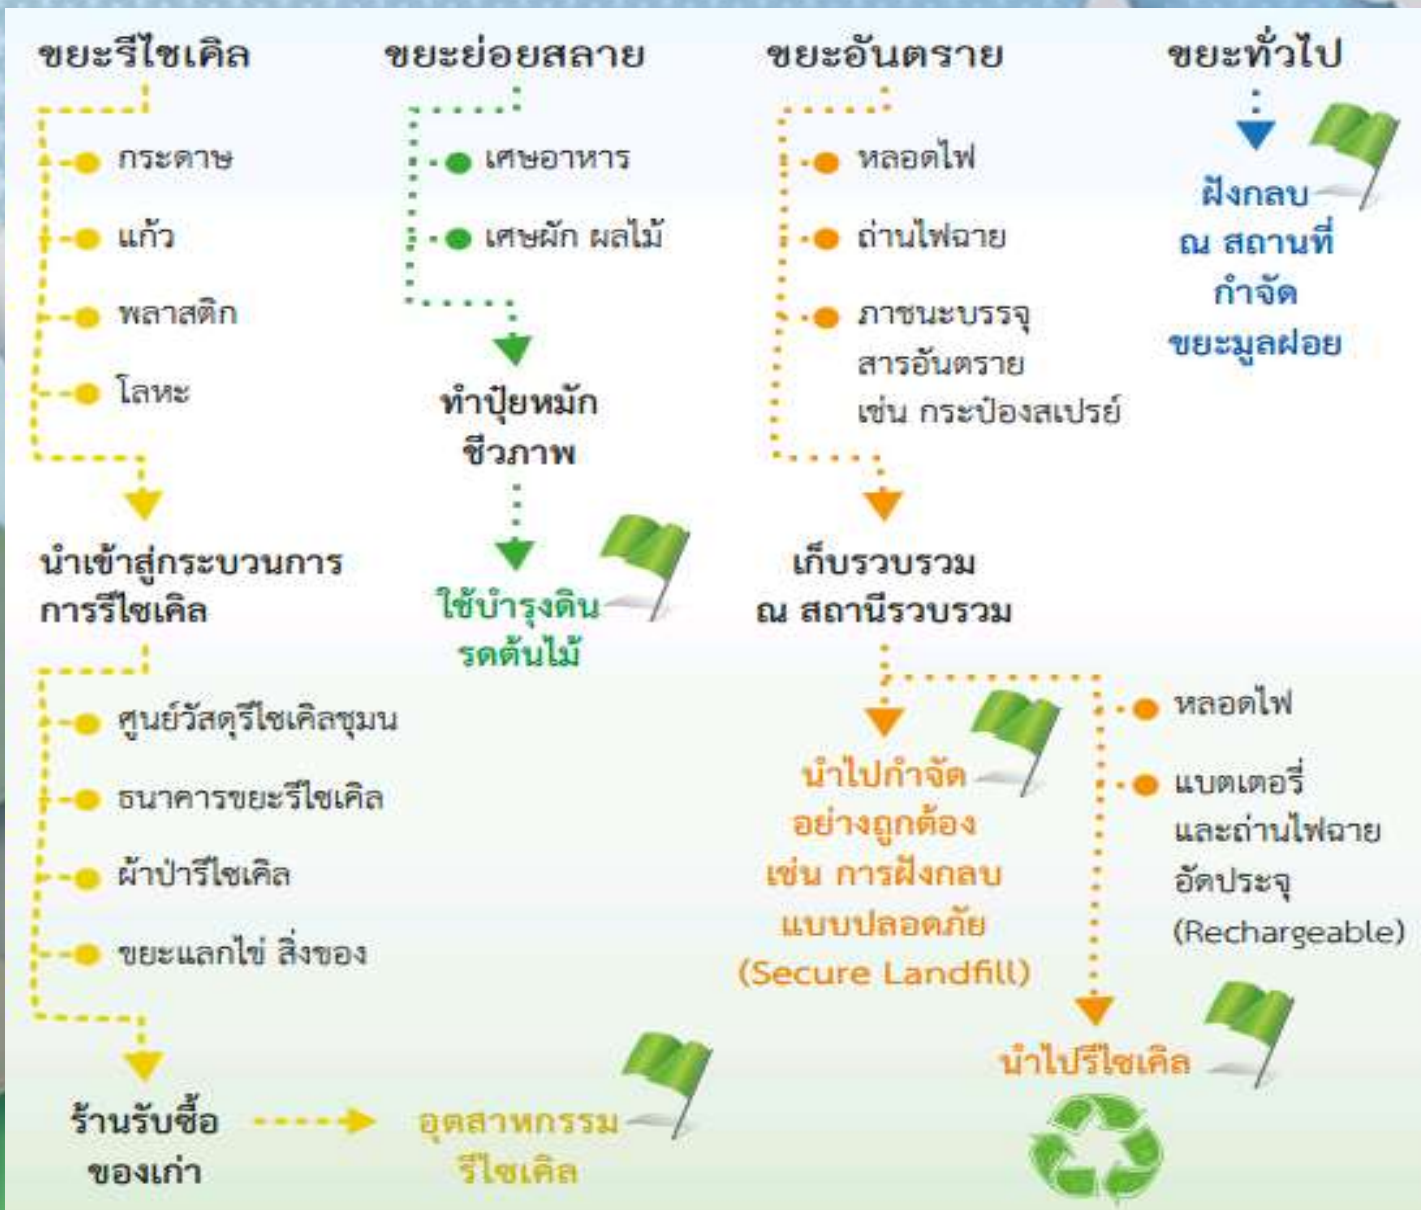 ขยะรีไซเคิล
กระดาษ
แก้ว
พลาสติก
โลหะ
นำเข้าสู่กระบวนการ
การรีไซเคิล
ศูนย์วัสดุรีไซเคิลชุมน
ธนาคารขยะรีไซเคิล
ผ้าป่ารีไซเคิล
ขยะแลกไข่ สิ่งของ
ร้านรับซื้อ
ของเก่า
อุตสาหกรรม
รีไซเคิล
ขยะย่อยสลาย
เศษอาหาร
เศษผัก ผลไม้
ทำปุ๋ยหมัก
ชีวภาพ
ใช้บำรุงดิน
รดต้นไม้
ขยะอันตราย
หลอดไฟ
ถ่านไฟฉาย
ภาชนะบรรจุ
สารอันตราย
เช่น กระป๋องสเปรย์
เก็บรวบรวม
ณ สถานีรวบรวม
นำไปกำจัด
อย่างถูกต้อง
เช่น การฝังกลบ
แบบปลอดภัย
(Secure Landfill)
หลอดไฟ
แบตเตอรี่
และถ่านไฟฉาย
อัดประจุ
(Rechargeable)
นำไปรีไซเคิล
ขยะทั่วไป
ฝังกลบ
ณ สถานที่
กำจัด
ขยะมูลฝอย